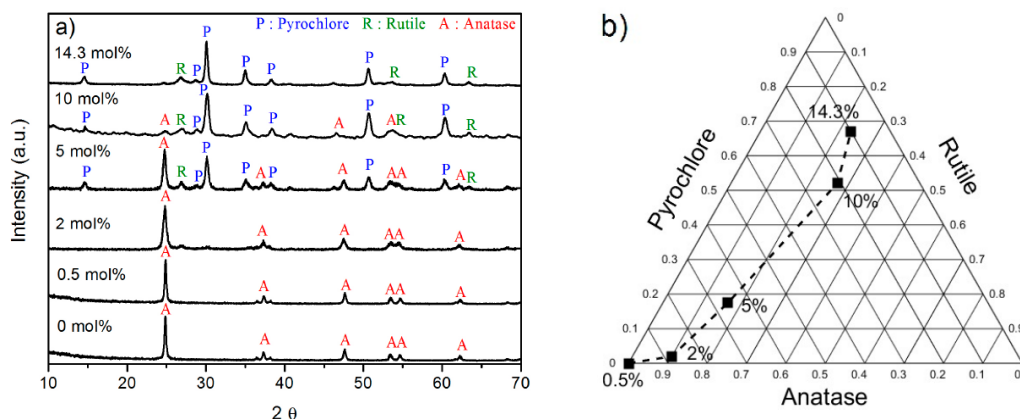 a)
P : Pyrochlore R : Rutile A : Anatase
14.3 mol%
P R P P P P P R P R
10 mol%
P A R P P P P A P A R P R
5 mol%
A P R P P P A P A P AA P A R
2 mol%
A A A AA A
0.5 mol%
A A A AA A
0 mol%
A A A AA A
Intensity (a.u.)
10 20 30 40 50 60 70
2 θ
b)
0
0.9 0.1
0.2
0.7 14.3% 0.3
0.6
0.5 10% 0.5
0.4 0.6
0.3 0.7
0.2 5% 0.8
0.1 2% 0.9
0
0.5% 0.9 0.8 0.7 0.6 0.5 0.4 0.3 0.2 0.1 0
Pyrochlore
Rutile
Anatase